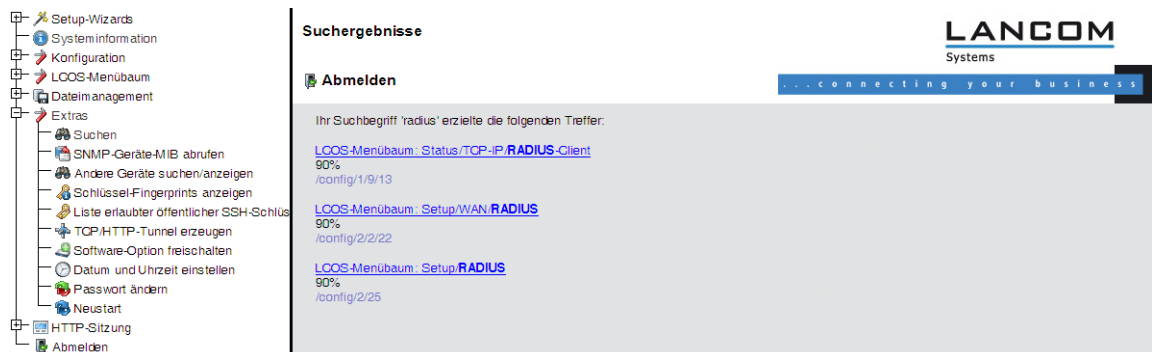 Setup-Wizards
Systeminformation
Konfiguration
LCOS-Menübaum
Dateimanagement
Extras
Suchen
SNMP-Geräte-MIB abrufen
Andere Geräte suchen/anzeigen
Schlüssel-Fingerprints anzeigen
Liste erlaubter öffentlicher SSH-Schlüs
TCP/HTTP-Tunnel erzeugen
Software-Option freischalten
Datum und Uhrzeit einstellen
Passwort ändern
Neustart
HTTP-Sitzung
Abmelden
Suchergebnisse
LANCOM
Systems
Abmelden
...connecting your business
Ihr Suchbegriff 'radius' erzielte die folgenden Treffer:
LCOS-Menübaum: Status/TCP-IP/RADIUS-Client
90%
/config/1/9/13
LCOS-Menübaum: Setup/WAN/RADIUS
90%
/config/2/2/22
LCOS-Menübaum: Setup/RADIUS
90%
/config/2/25